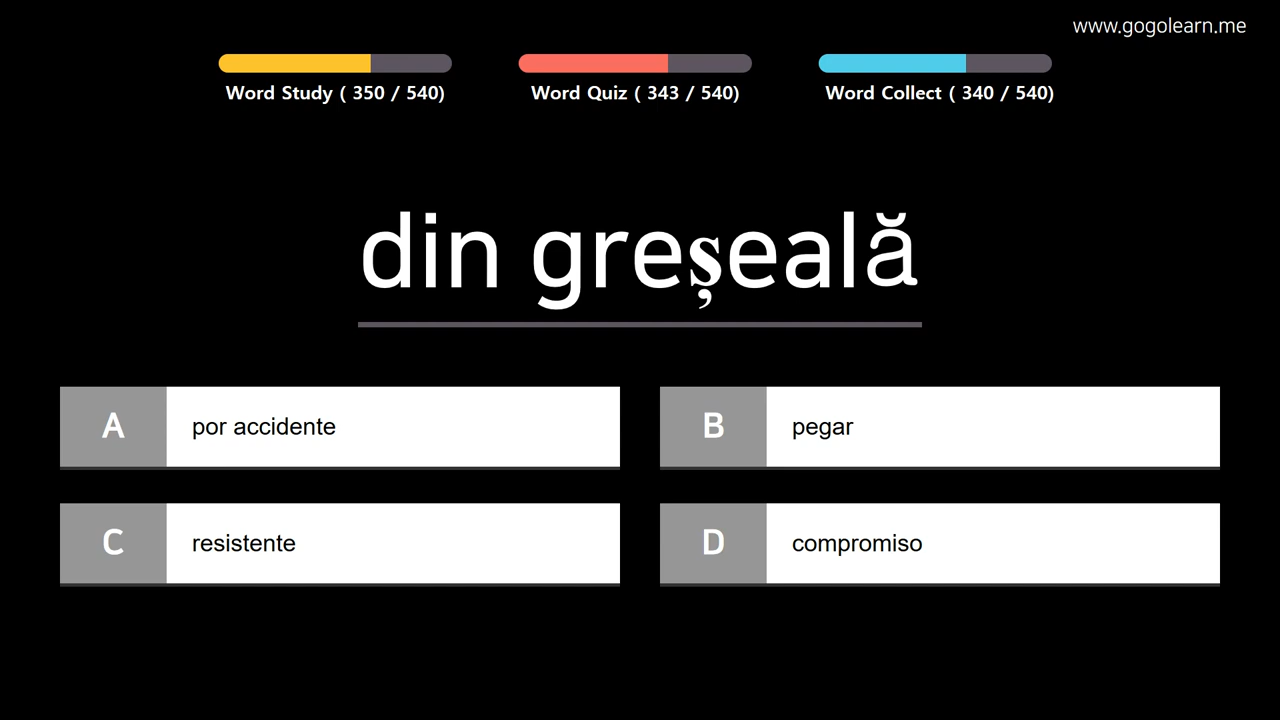 www.gogolearn.me
Word Study ( 350 / 540)
Word Quiz ( 343 / 540)
Word Collect ( 340 / 540)
din greșeală
A por accidente
B pegar
C resistente
D compromiso